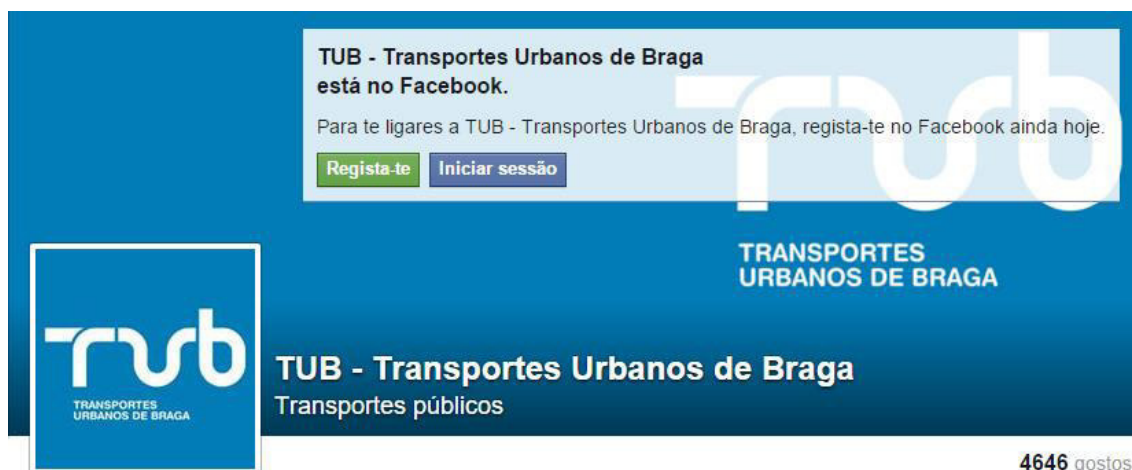 TUB - Transportes Urbanos de Braga
está no Facebook.
Para te ligares a TUB - Transportes Urbanos de Braga, regista-te no Facebook ainda hoje.
Regista-te Iniciar sessão
Tub
TRANSPORTES
URBANOS DE BRAGA
Tub
TRANSPORTES
URBANOS DE BRAGA
TUB - Transportes Urbanos de Braga
Transportes públicos
4646 gostos